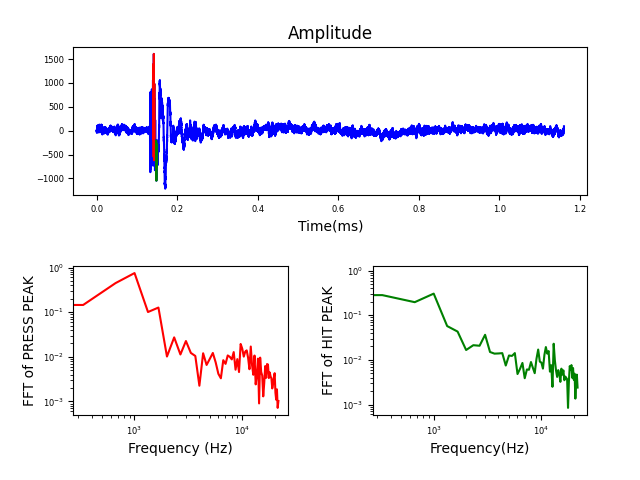 Amplitude
1500
1000
500
0
−500
−1000
0.0 0.2 0.4 0.6 0.8 1.0 1.2
Time(ms)
FFT of PRESS PEAK
10⁰
10⁻¹
10⁻²
10⁻³
10³ 10⁴
Frequency (Hz)
FFT of HIT PEAK
10⁰
10⁻¹
10⁻²
10⁻³
10³ 10⁴
Frequency(Hz)